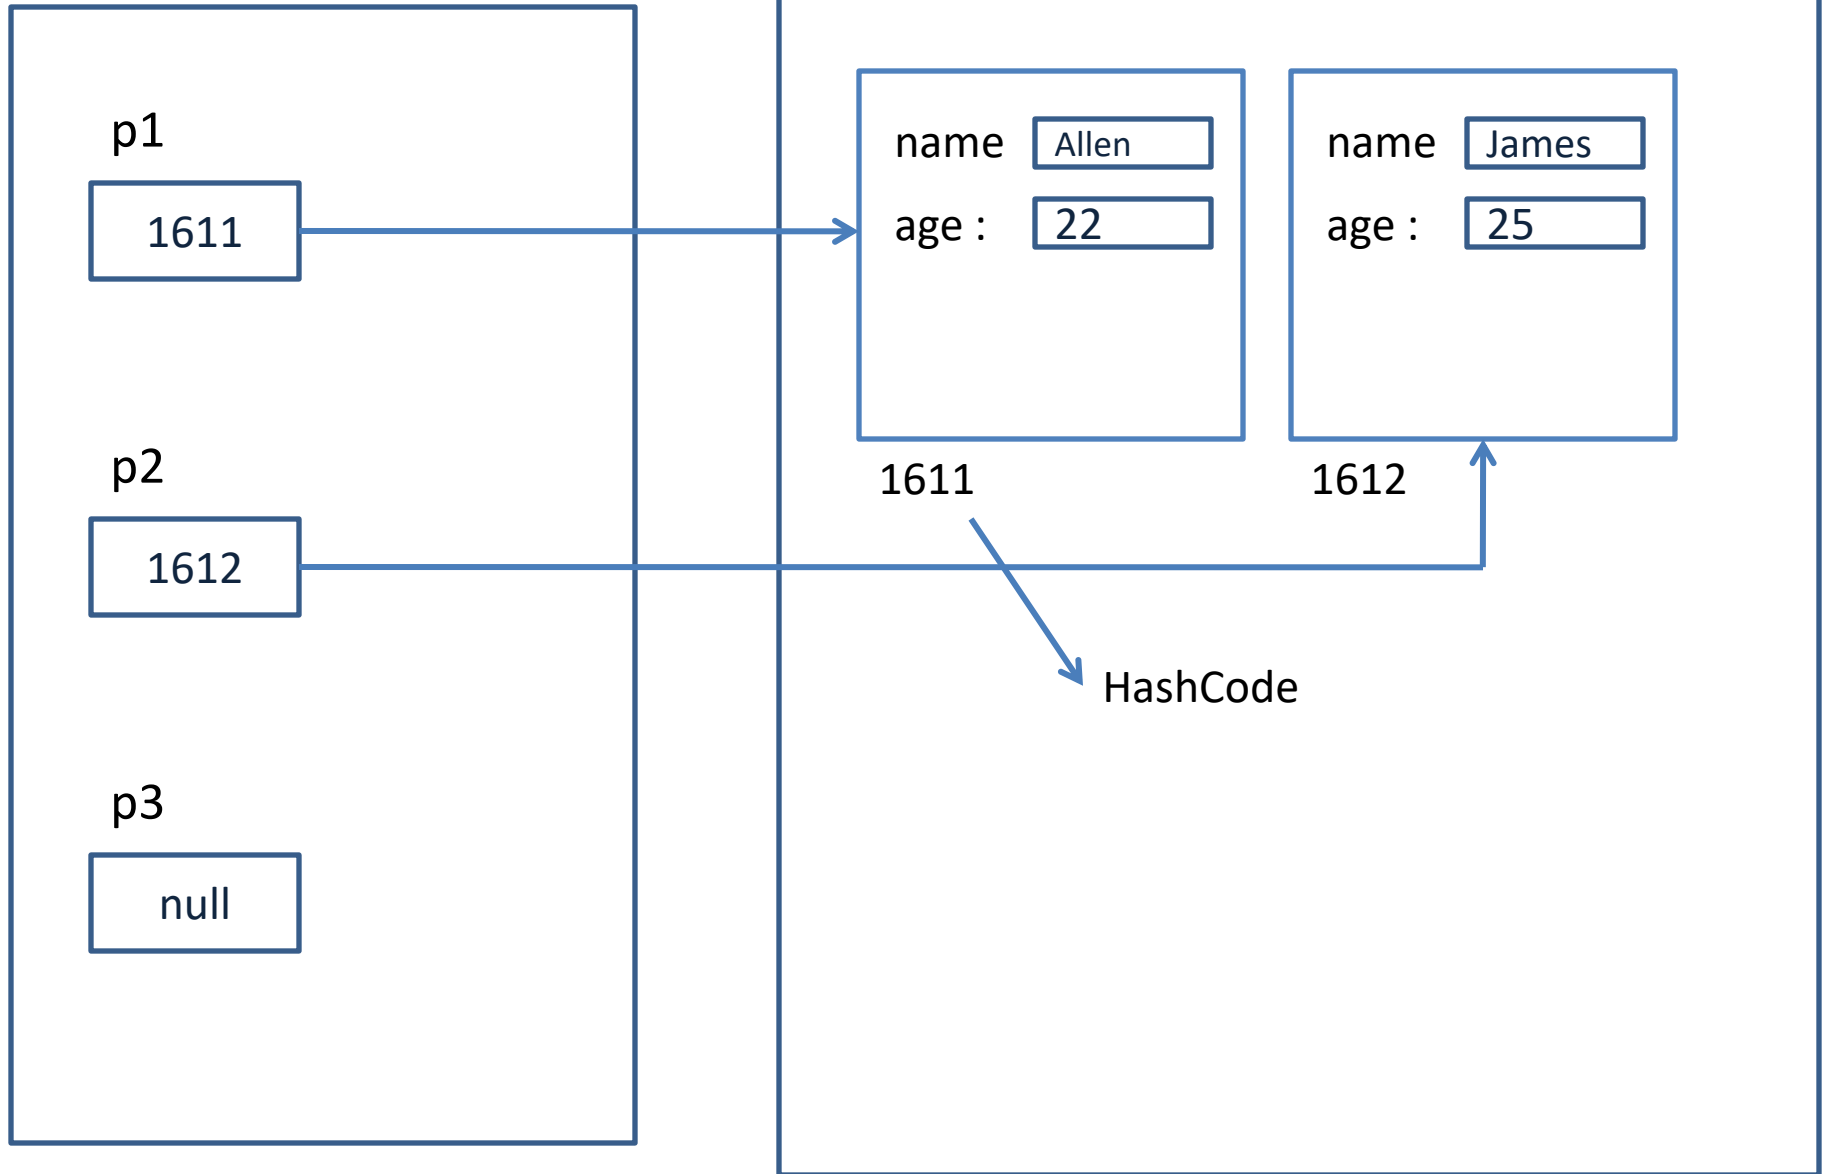 p1
1611
p2
1612
p3
null
name Allen
age : 22
1611
name James
age : 25
1612
HashCode